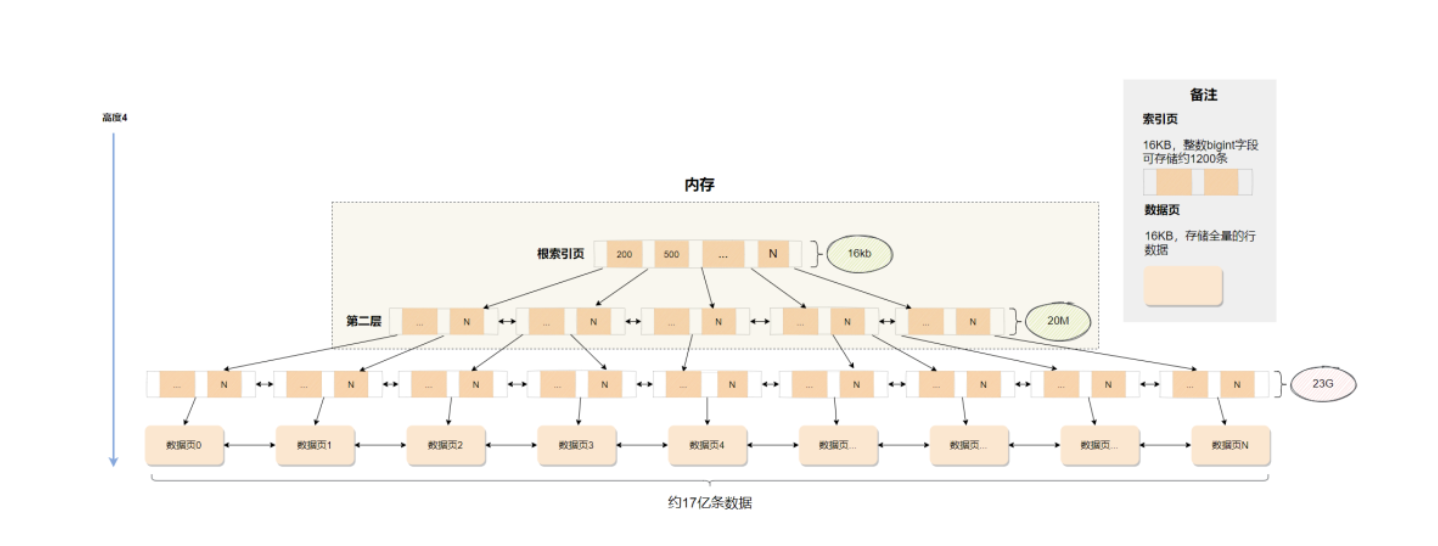 备注
索引页
高度4
16KB，整数bigint字段
可存储约1200条
内存
数据页
16KB，存储全量的行
数据
根索引页 200 500 ... N 16kb
第二层 ... N ... N ... N ... N ... N 20M
... N ... N ... N ... N ... N ... N ... N ... N ... N 23G
数据页0 数据页1 数据页2 数据页3 数据页4 数据页... 数据页... 数据页... 数据页N
约17亿条数据